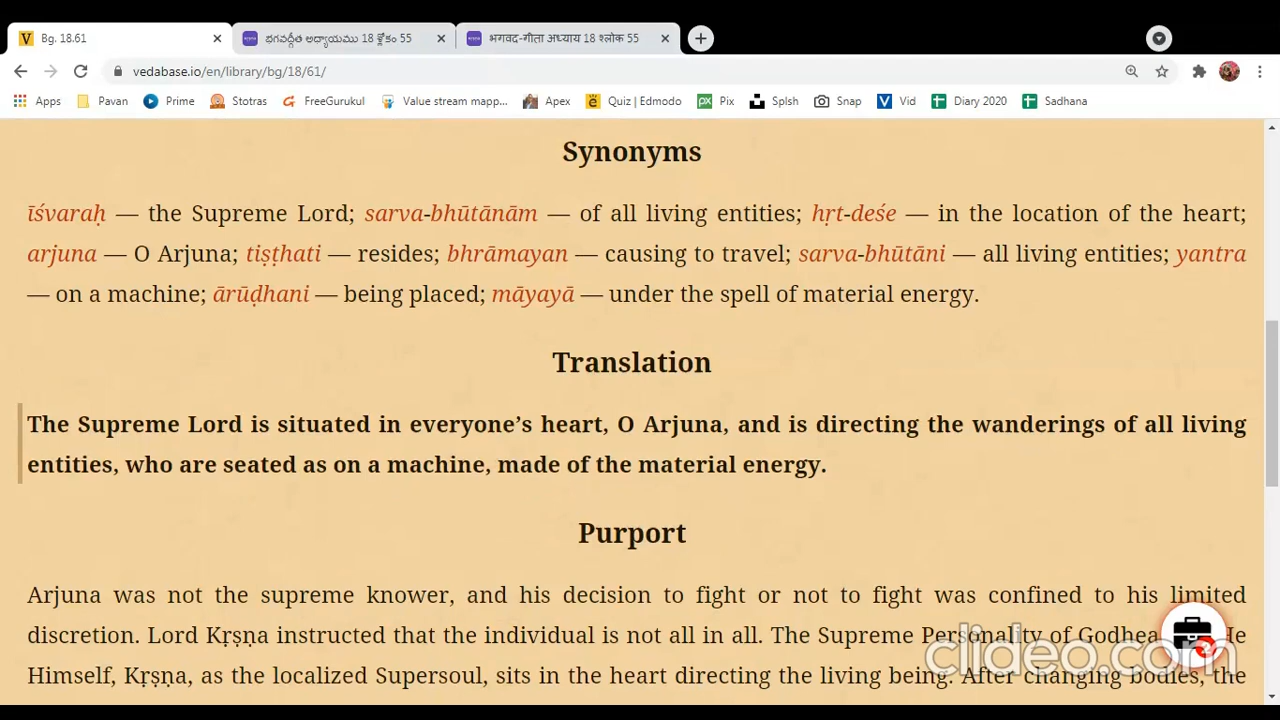 Bg. 18.61
భగవద్గీత అధ్యాయము 18 శ్లోకం 55
भगवद-गीता अध्याय 18 श्लोक 55
vedabase.io/en/library/bg/18/61/
Apps Pavan Prime Stotras FreeGurukul Value stream mapp... Apex Quiz | Edmodo Pix Splsh Snap Vid Diary 2020 Sadhana
Synonyms
īśvaraḥ — the Supreme Lord; sarva-bhūtānām — of all living entities; hṛt-deśe — in the location of the heart;
arjuna — O Arjuna; tiṣṭhati — resides; bhrāmayan — causing to travel; sarva-bhūtāni — all living entities; yantra
— on a machine; ārūḍhani — being placed; māyayā — under the spell of material energy.
Translation
The Supreme Lord is situated in everyone’s heart, O Arjuna, and is directing the wanderings of all living
entities, who are seated as on a machine, made of the material energy.
Purport
Arjuna was not the supreme knower, and his decision to fight or not to fight was confined to his limited
discretion. Lord Kṛṣṇa instructed that the individual is not all in all. The Supreme Personality of
Himself, Kṛṣṇa, as the localized Supersoul, sits in the heart directing the living being. After changing bodies, the
clideo.com